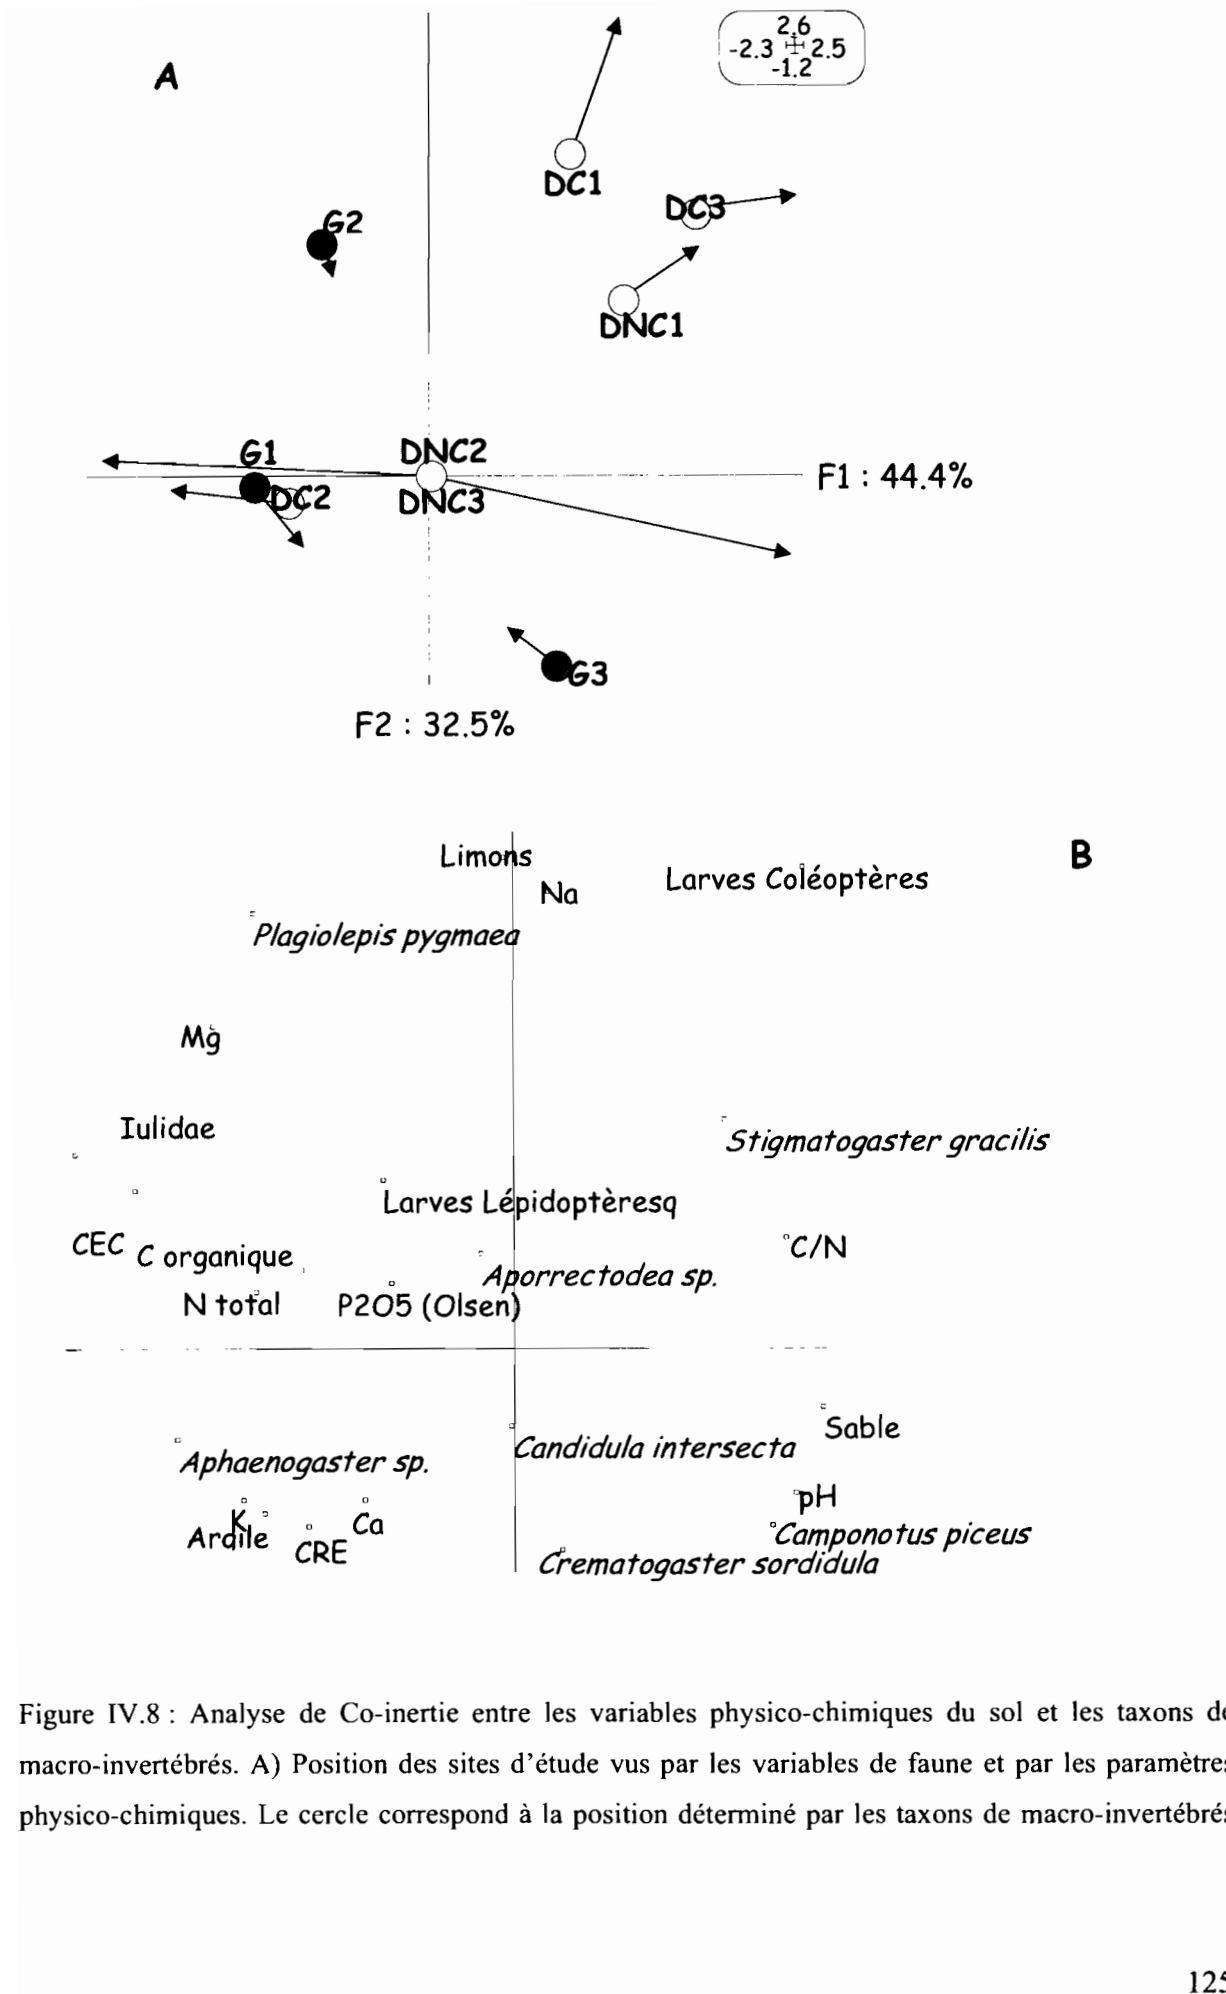 A
2.6
-2.3 2.5
-1.2
DC1
DC3
G2
DNC1
G1
DNC2
DC2
DNC3
F1 : 44.4%
G3
F2 : 32.5%
B
Limons
Na
Larves Coléoptères
Plagiolepis pygmaea
Mg
Iulidae
Stigmatogaster gracilis
Larves Lépidoptèresq
CEC
C organique
C/N
Aporrectodea sp.
N total
P2O5 (Olsen)
Sable
Candidula intersecta
Aphaenogaster sp.
pH
K
Ca
Ardile
CRE
Camponotus piceus
Crematogaster sordidula
Figure IV.8 : Analyse de Co-inertie entre les variables physico-chimiques du sol et les taxons de
macro-invertébrés. A) Position des sites d'étude vus par les variables de faune et par les paramètres
physico-chimiques. Le cercle correspond à la position déterminé par les taxons de macro-invertébrés
125